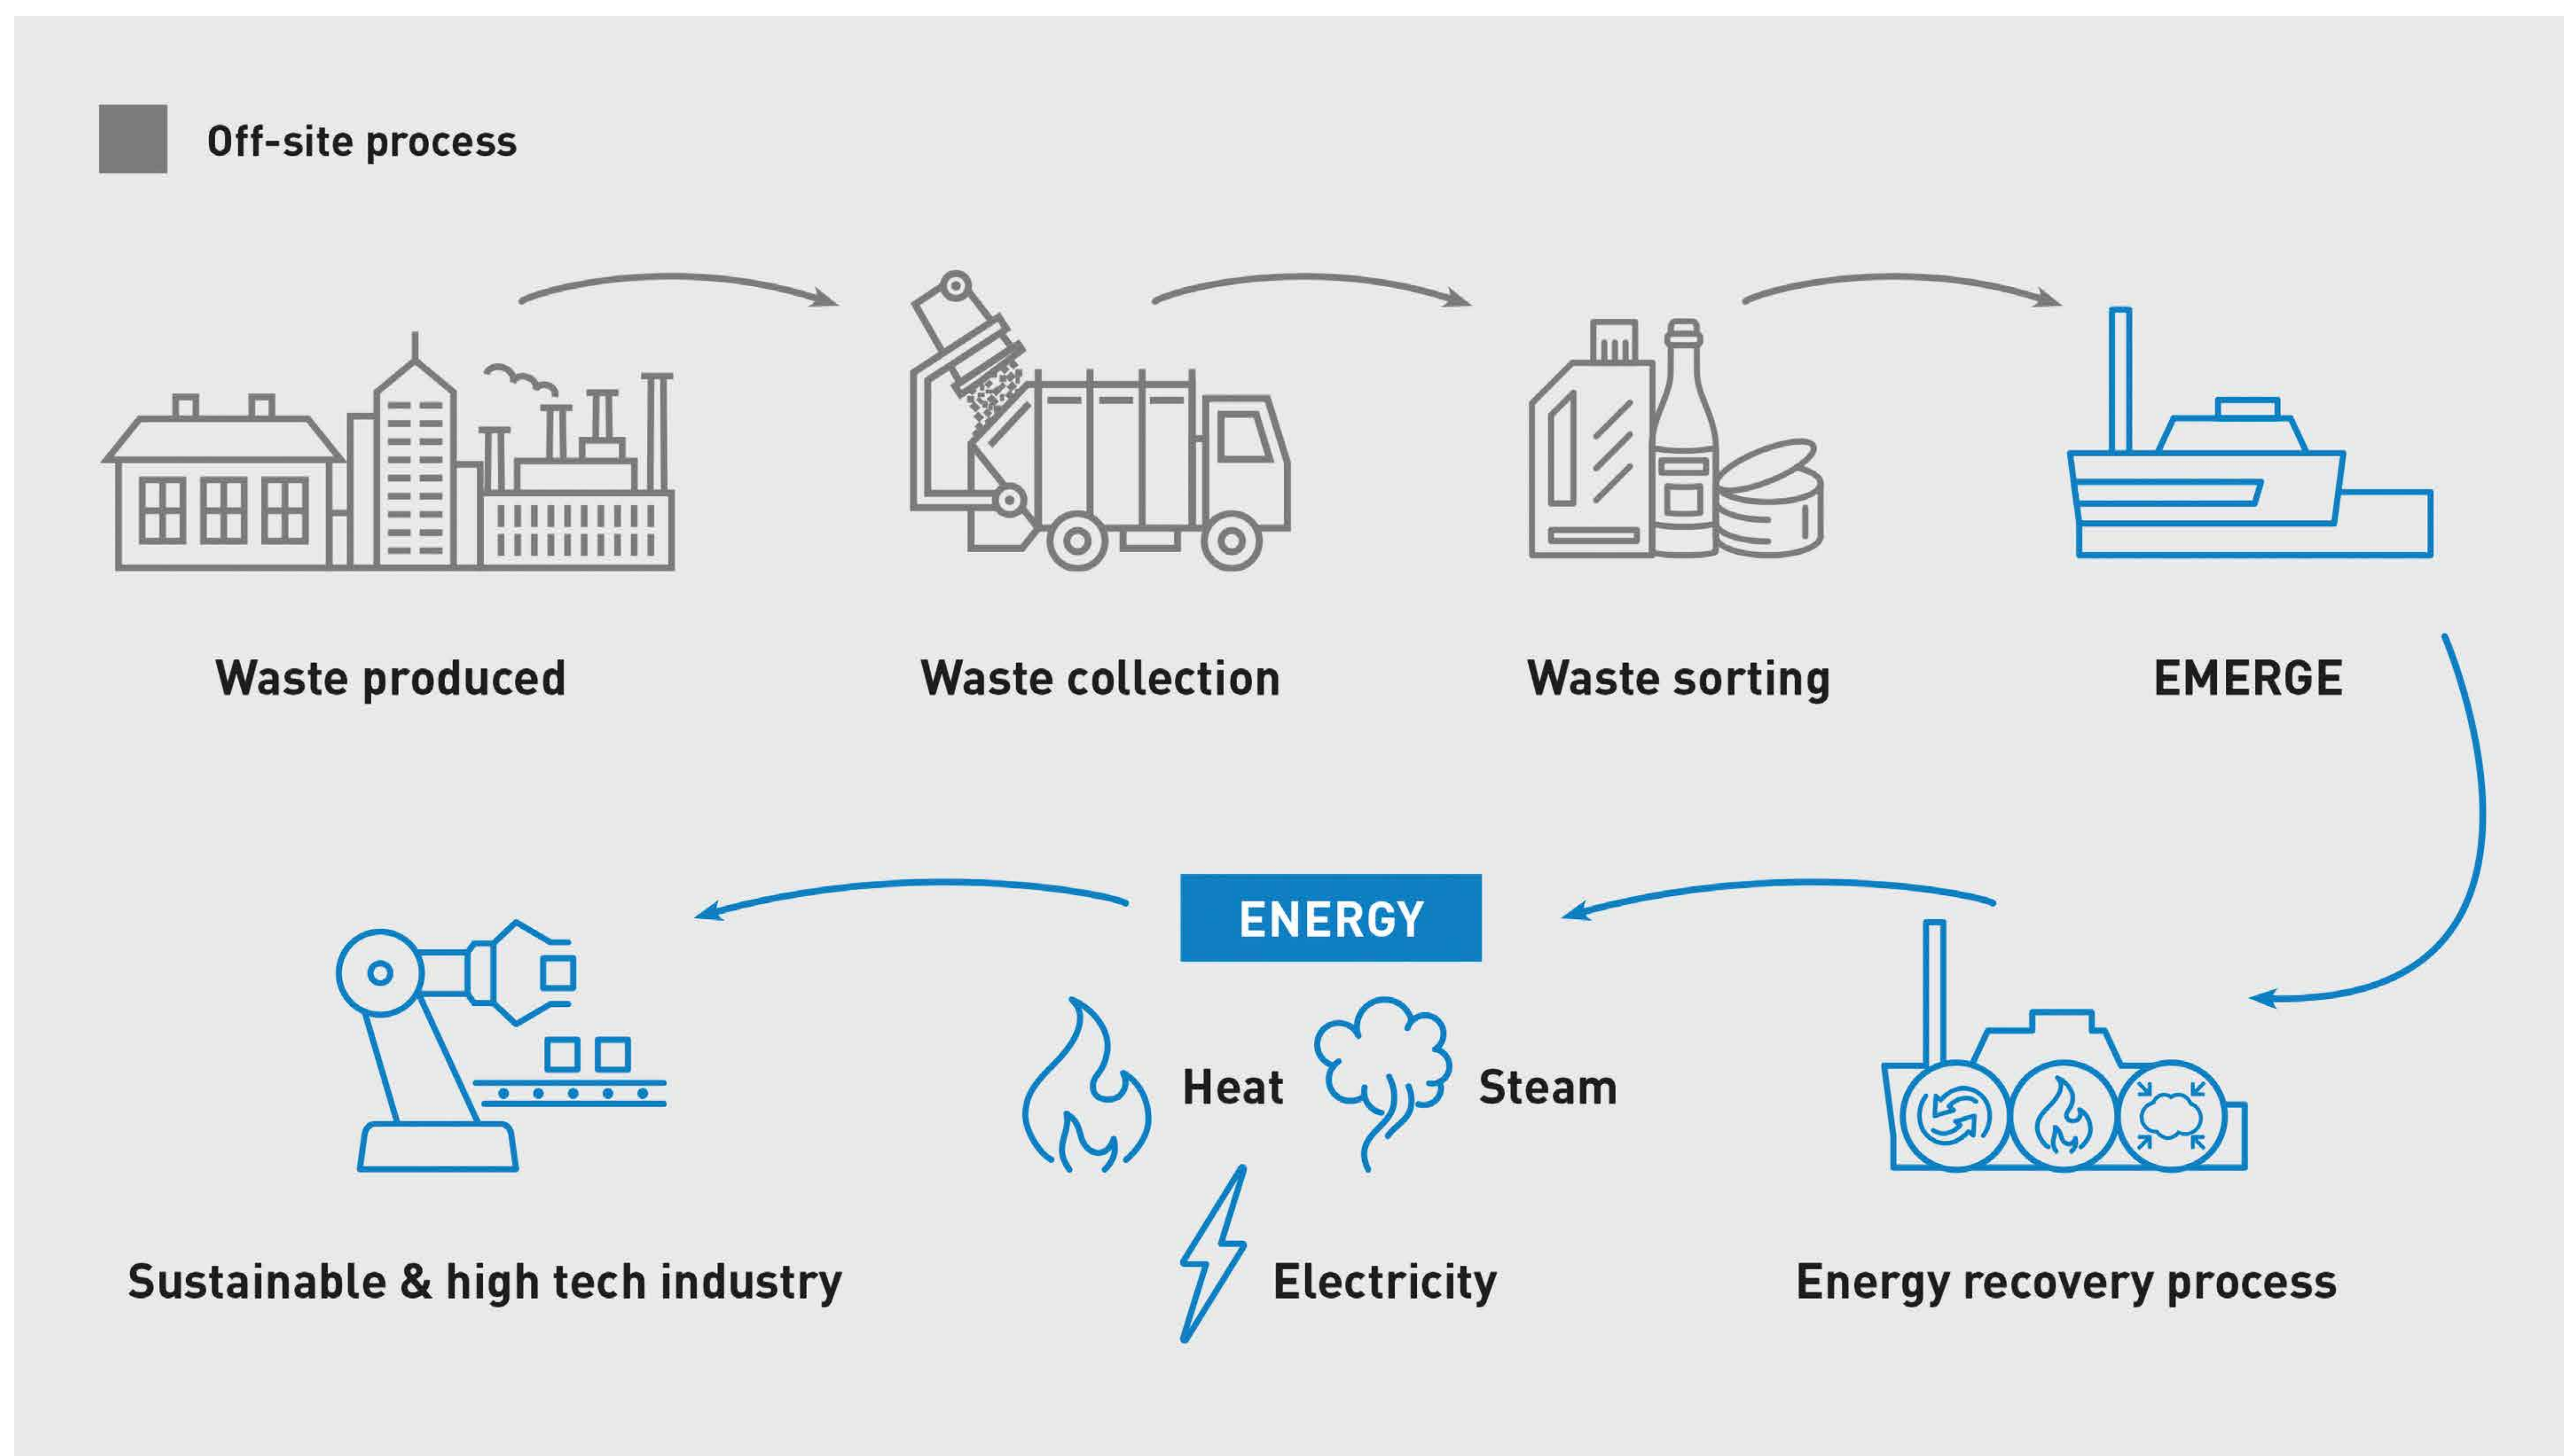 Off-site process
Waste produced
Waste collection
Waste sorting
EMERGE
ENERGY
Heat
Steam
Electricity
Sustainable & high tech industry
Energy recovery process